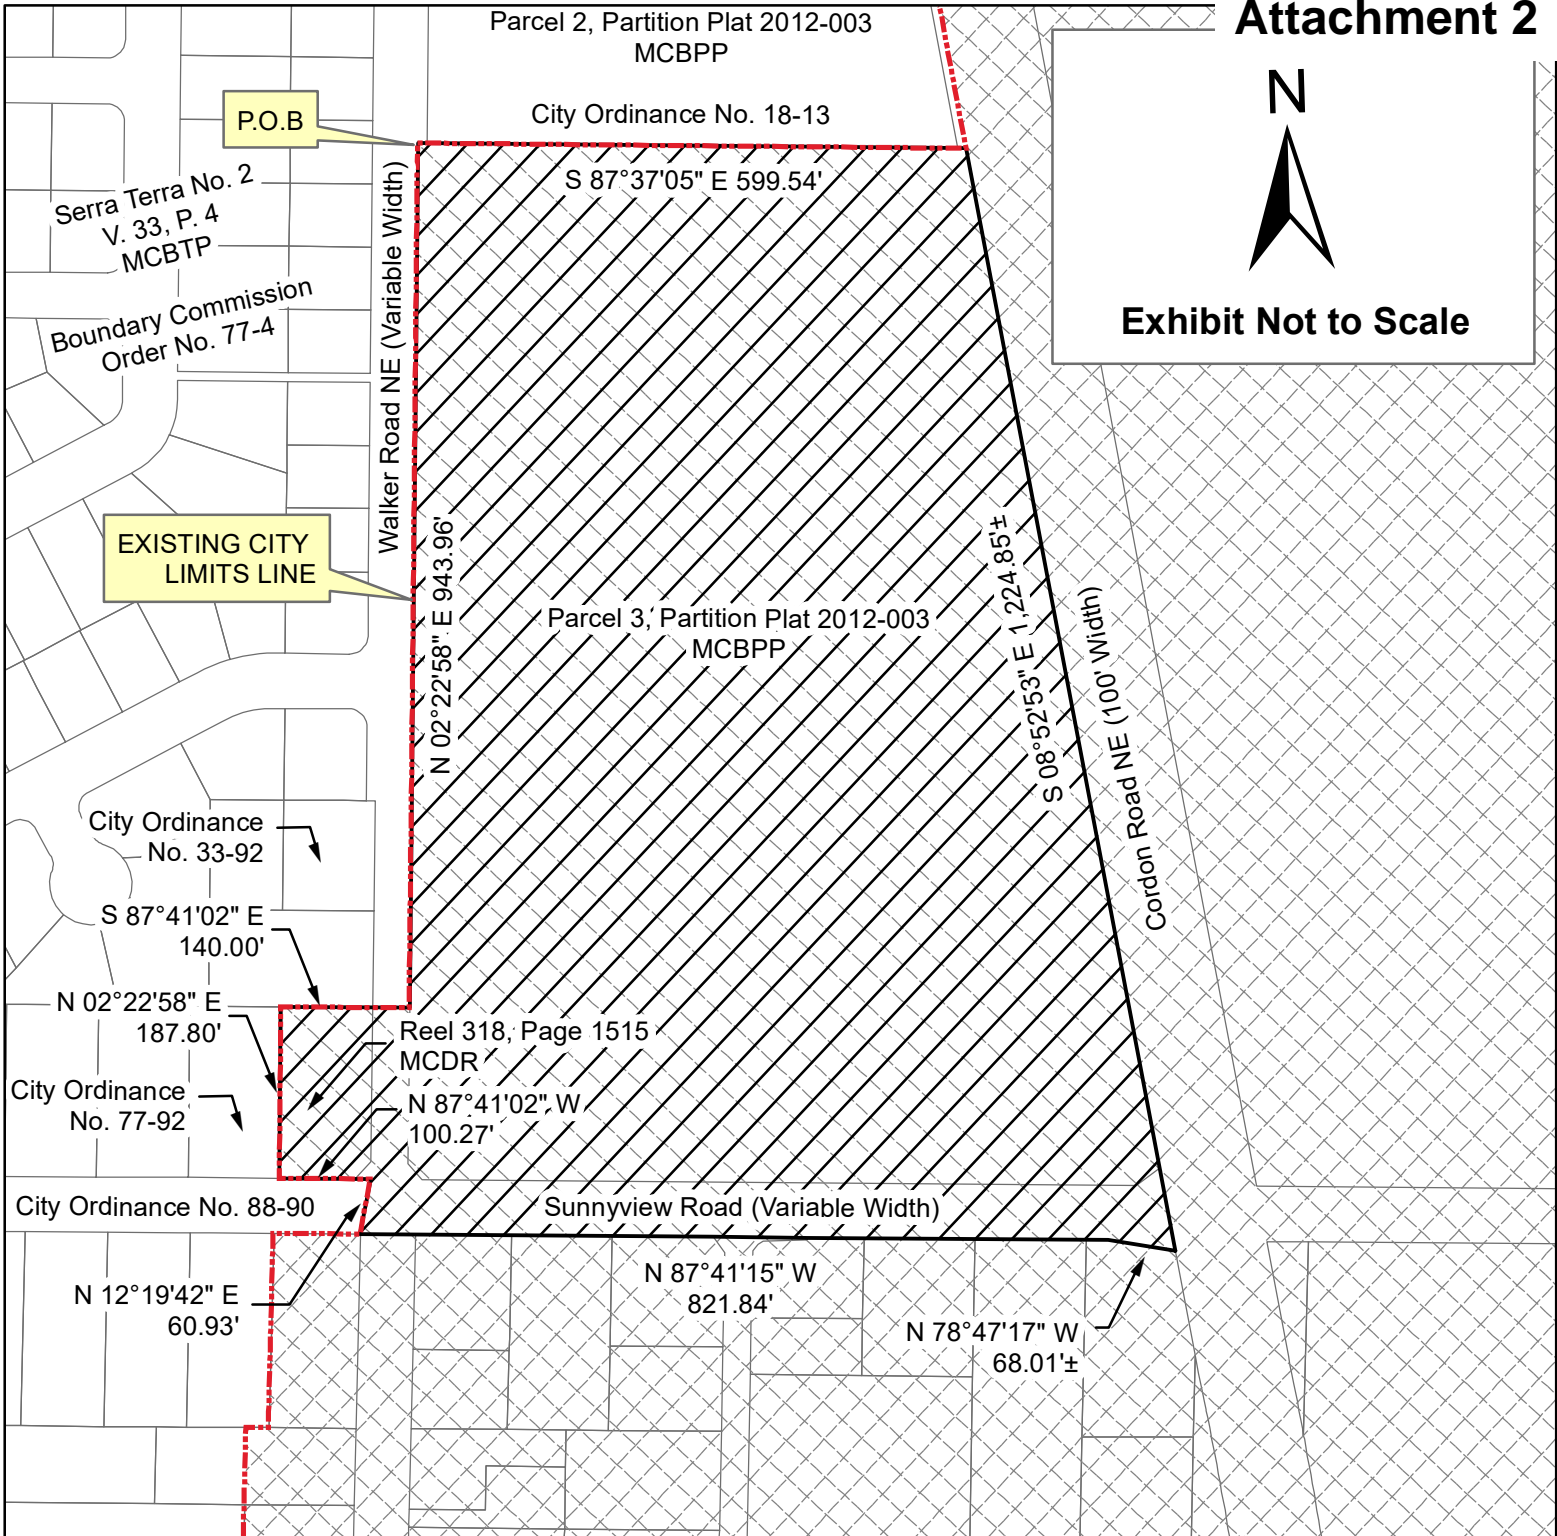 Attachment 2
Parcel 2, Partition Plat 2012-003
MCBPP
City Ordinance No. 18-13
N
Exhibit Not to Scale
P.O.B
S 87°37'05" E 599.54'
Serra Terra No. 2
V. 33, P. 4
MCBTP
Boundary Commission
Order No. 77-4
Walker Road NE (Variable Width)
EXISTING CITY
LIMITS LINE
N 02°22'58" E 943.96'
Parcel 3, Partition Plat 2012-003
MCBPP
S 08°52'53" E 1,224.85'±
Cordon Road NE (100' Width)
City Ordinance
No. 33-92
S 87°41'02" E
140.00'
N 02°22'58" E
187.80'
Reel 318, Page 1515
MCDR
City Ordinance
No. 77-92
N 87°41'02" W
100.27'
City Ordinance No. 88-90
Sunnyview Road (Variable Width)
N 12°19'42" E
60.93'
N 87°41'15" W
821.84'
N 78°47'17" W
68.01'±